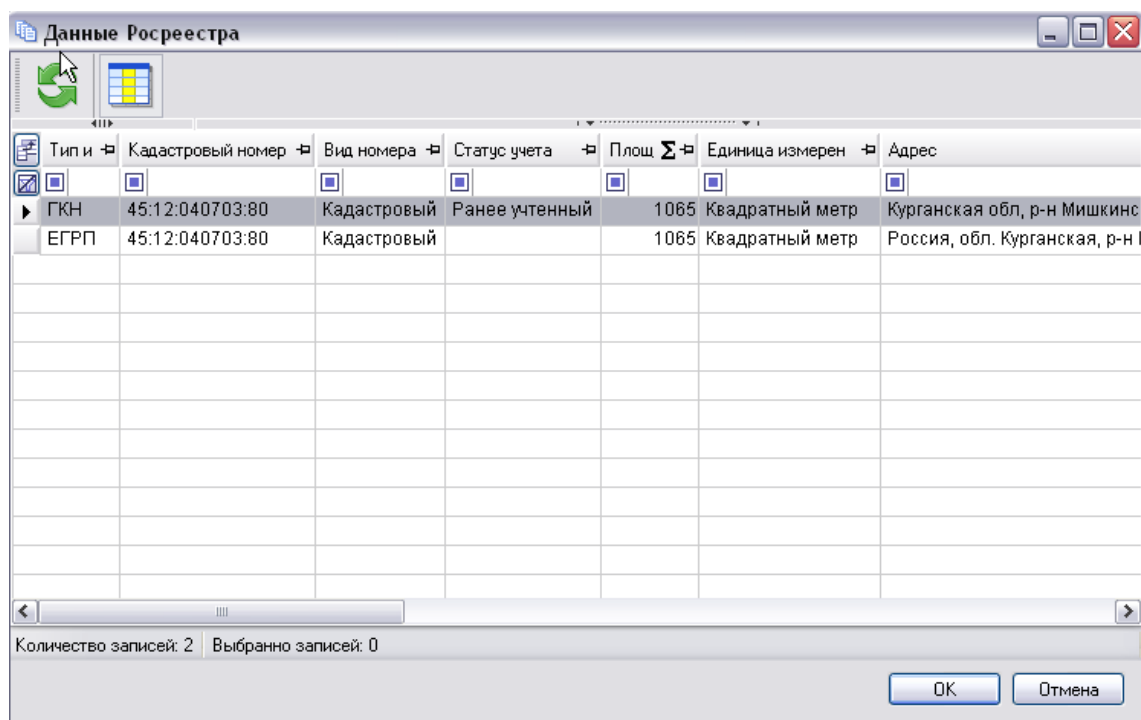 Данные Росреестра
Тип и Кадастровый номер Вид номера Статус учета Площ Σ Единица измерен Адрес
ГКН 45:12:040703:80 Кадастровый Ранее учтенный 1065 Квадратный метр Курганская обл, р-н Мишкинс
ЕГРП 45:12:040703:80 Кадастровый 1065 Квадратный метр Россия, обл. Курганская, р-н
Количество записей: 2 Выбранно записей: 0
OK Отмена